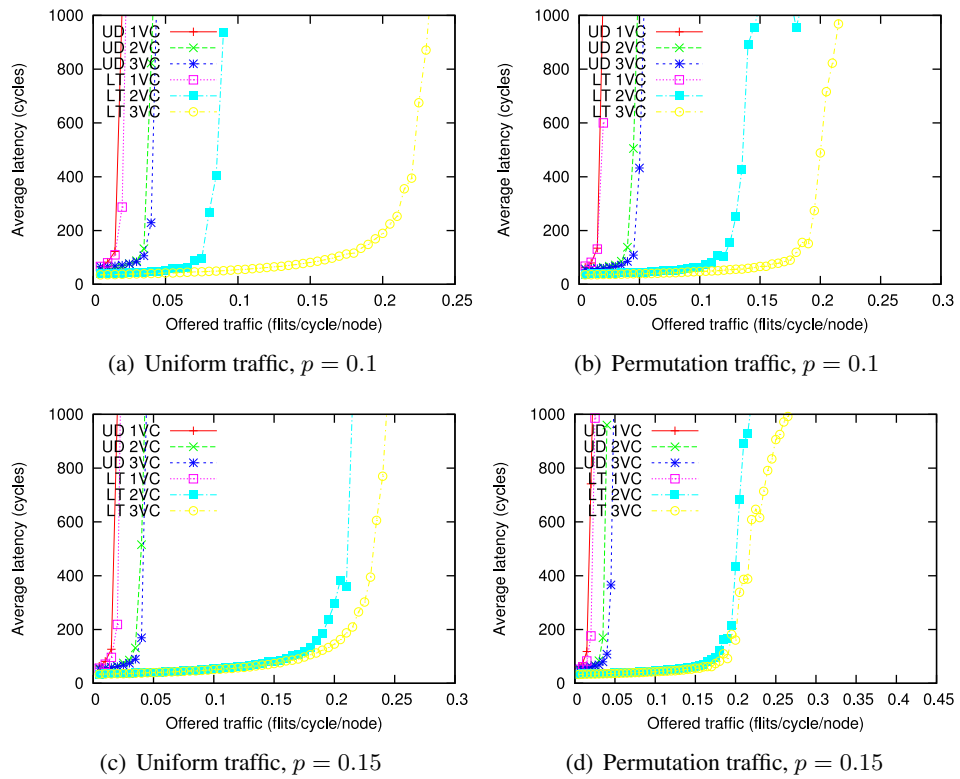 1000
800
600
400
200
0
Average latency (cycles)
UD 1VC
UD 2VC
UD 3VC
LT 1VC
LT 2VC
LT 3VC
0 0.05 0.1 0.15 0.2 0.25
Offered traffic (flits/cycle/node)
(a) Uniform traffic, p = 0.1
1000
800
600
400
200
0
Average latency (cycles)
UD 1VC
UD 2VC
UD 3VC
LT 1VC
LT 2VC
LT 3VC
0 0.05 0.1 0.15 0.2 0.25 0.3
Offered traffic (flits/cycle/node)
(b) Permutation traffic, p = 0.1
1000
800
600
400
200
0
Average latency (cycles)
UD 1VC
UD 2VC
UD 3VC
LT 1VC
LT 2VC
LT 3VC
0 0.05 0.1 0.15 0.2 0.25 0.3
Offered traffic (flits/cycle/node)
(c) Uniform traffic, p = 0.15
1000
800
600
400
200
0
Average latency (cycles)
UD 1VC
UD 2VC
UD 3VC
LT 1VC
LT 2VC
LT 3VC
0 0.05 0.1 0.15 0.2 0.25 0.3 0.35 0.4 0.45
Offered traffic (flits/cycle/node)
(d) Permutation traffic, p = 0.15